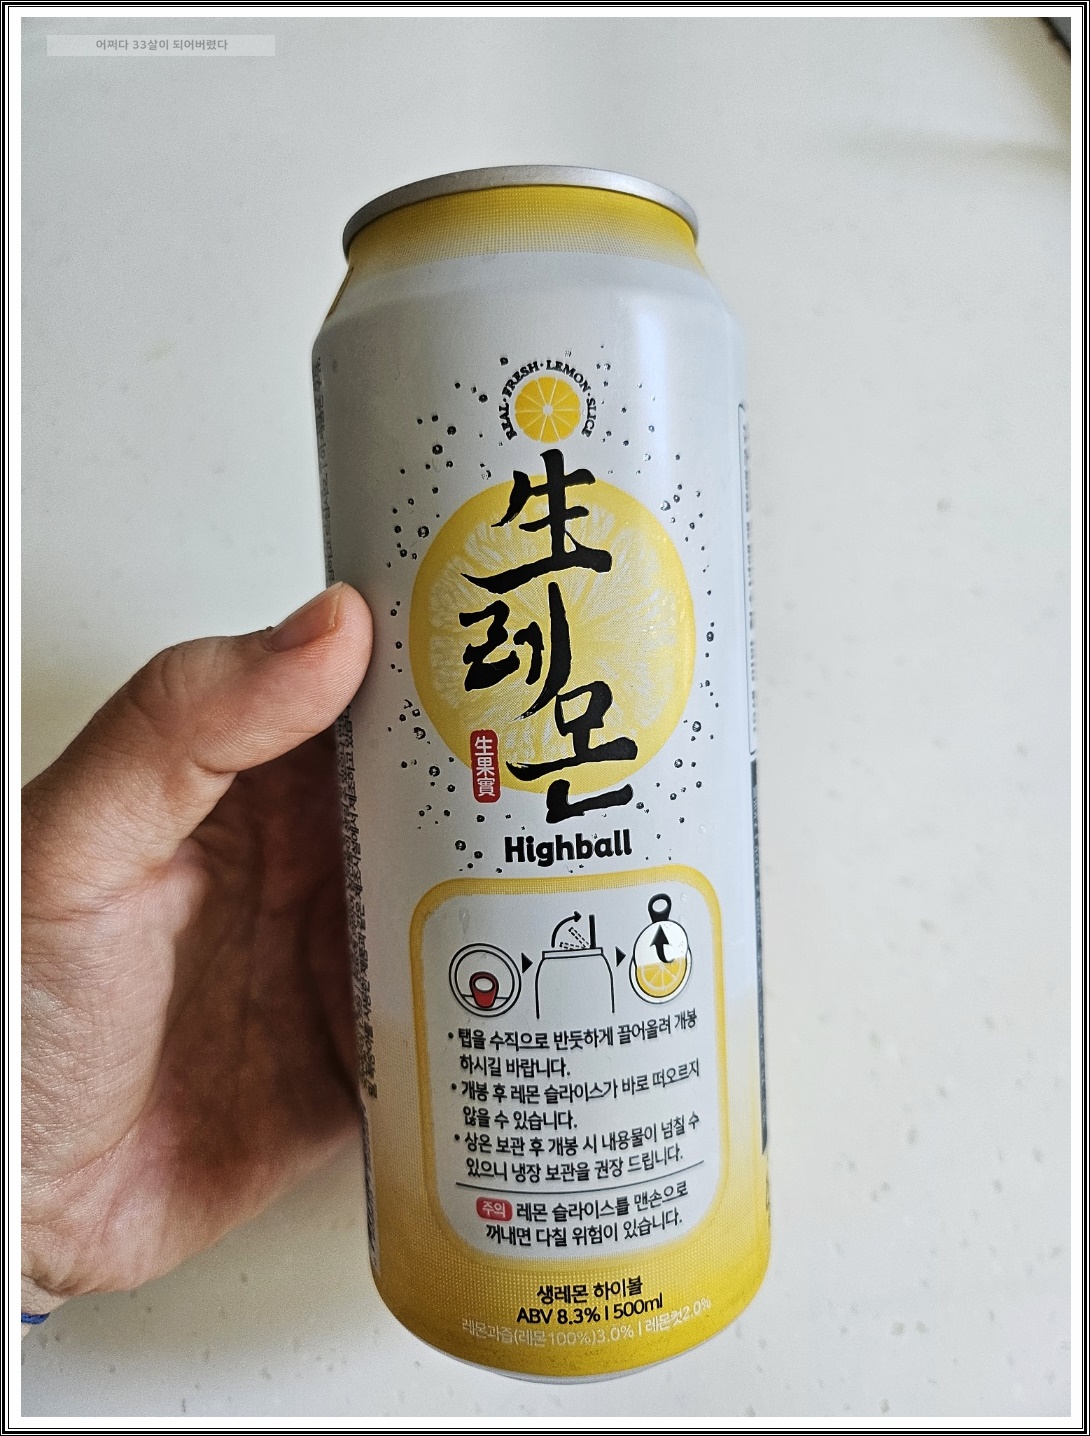 어쩌다 33살이 되어버렸다
REAL·FRESH·LEMON·SLICE
生
레
몬
生果實
Highball
• 탭을 수직으로 반듯하게 끌어올려 개봉
하시길 바랍니다.
• 개봉 후 레몬 슬라이스가 바로 떠오르지
않을 수 있습니다.
• 상온 보관 후 개봉 시 내용물이 넘칠 수
있으니 냉장 보관을 권장 드립니다.
주의 레몬 슬라이스를 맨손으로
꺼내면 다칠 위험이 있습니다.
생레몬 하이볼
ABV 8.3% | 500ml
레몬과즙(레몬100%)3.0% | 레몬컷2.0%